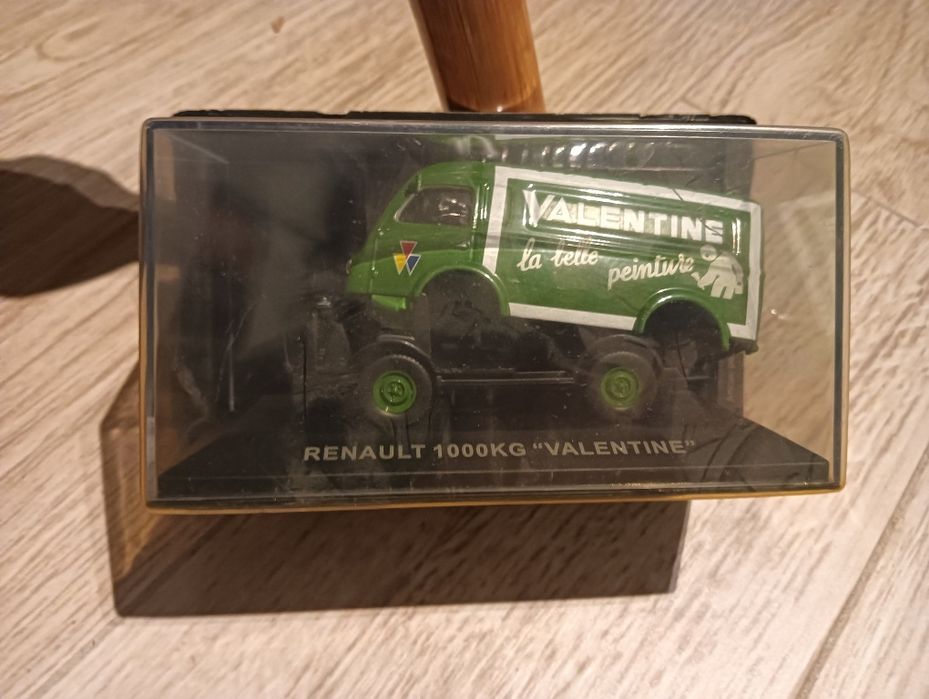 VALENTINE
la belle peinture
RENAULT 1000KG “VALENTINE”